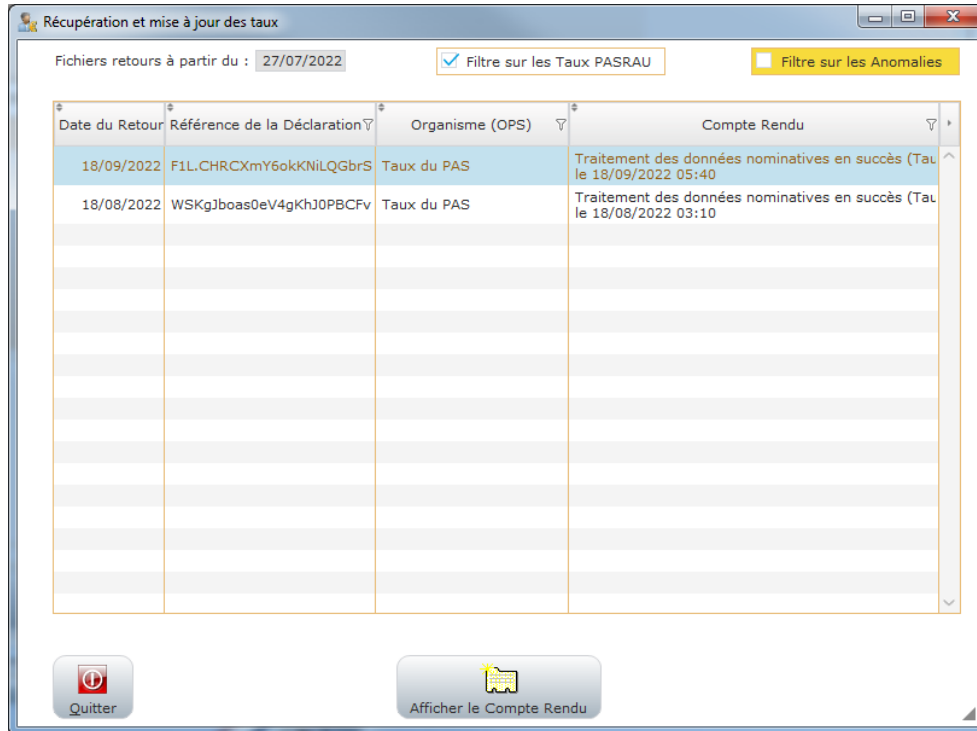 Récupération et mise à jour des taux
Fichiers retours à partir du : 27/07/2022 Filtre sur les Taux PASRAU Filtre sur les Anomalies
Date du Retour Référence de la Déclaration Organisme (OPS) Compte Rendu
18/09/2022 F1L.CHRCXmY6okKNiLQGbrS Taux du PAS Traitement des données nominatives en succès (Tau
le 18/09/2022 05:40
18/08/2022 WSKgJboas0eV4gKhJ0PBCFv Taux du PAS Traitement des données nominatives en succès (Tau
le 18/08/2022 03:10
Quitter Afficher le Compte Rendu